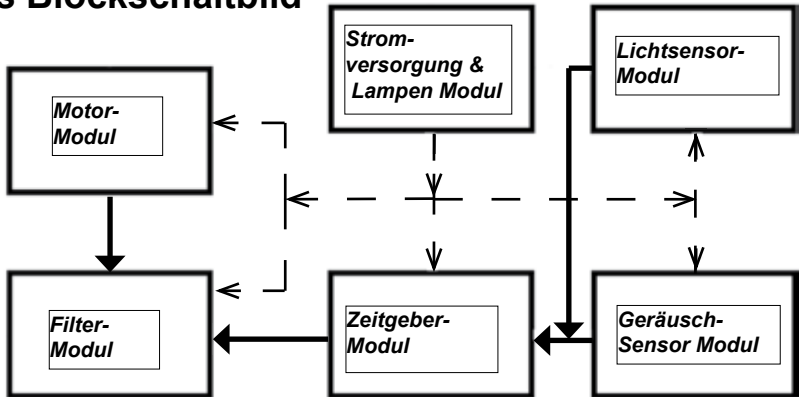 s Blockschaltbild
Strom-
versorgung &
Lampen Modul
Lichtsensor-
Modul
Motor-
Modul
Filter-
Modul
Zeitgeber-
Modul
Geräusch-
Sensor Modul